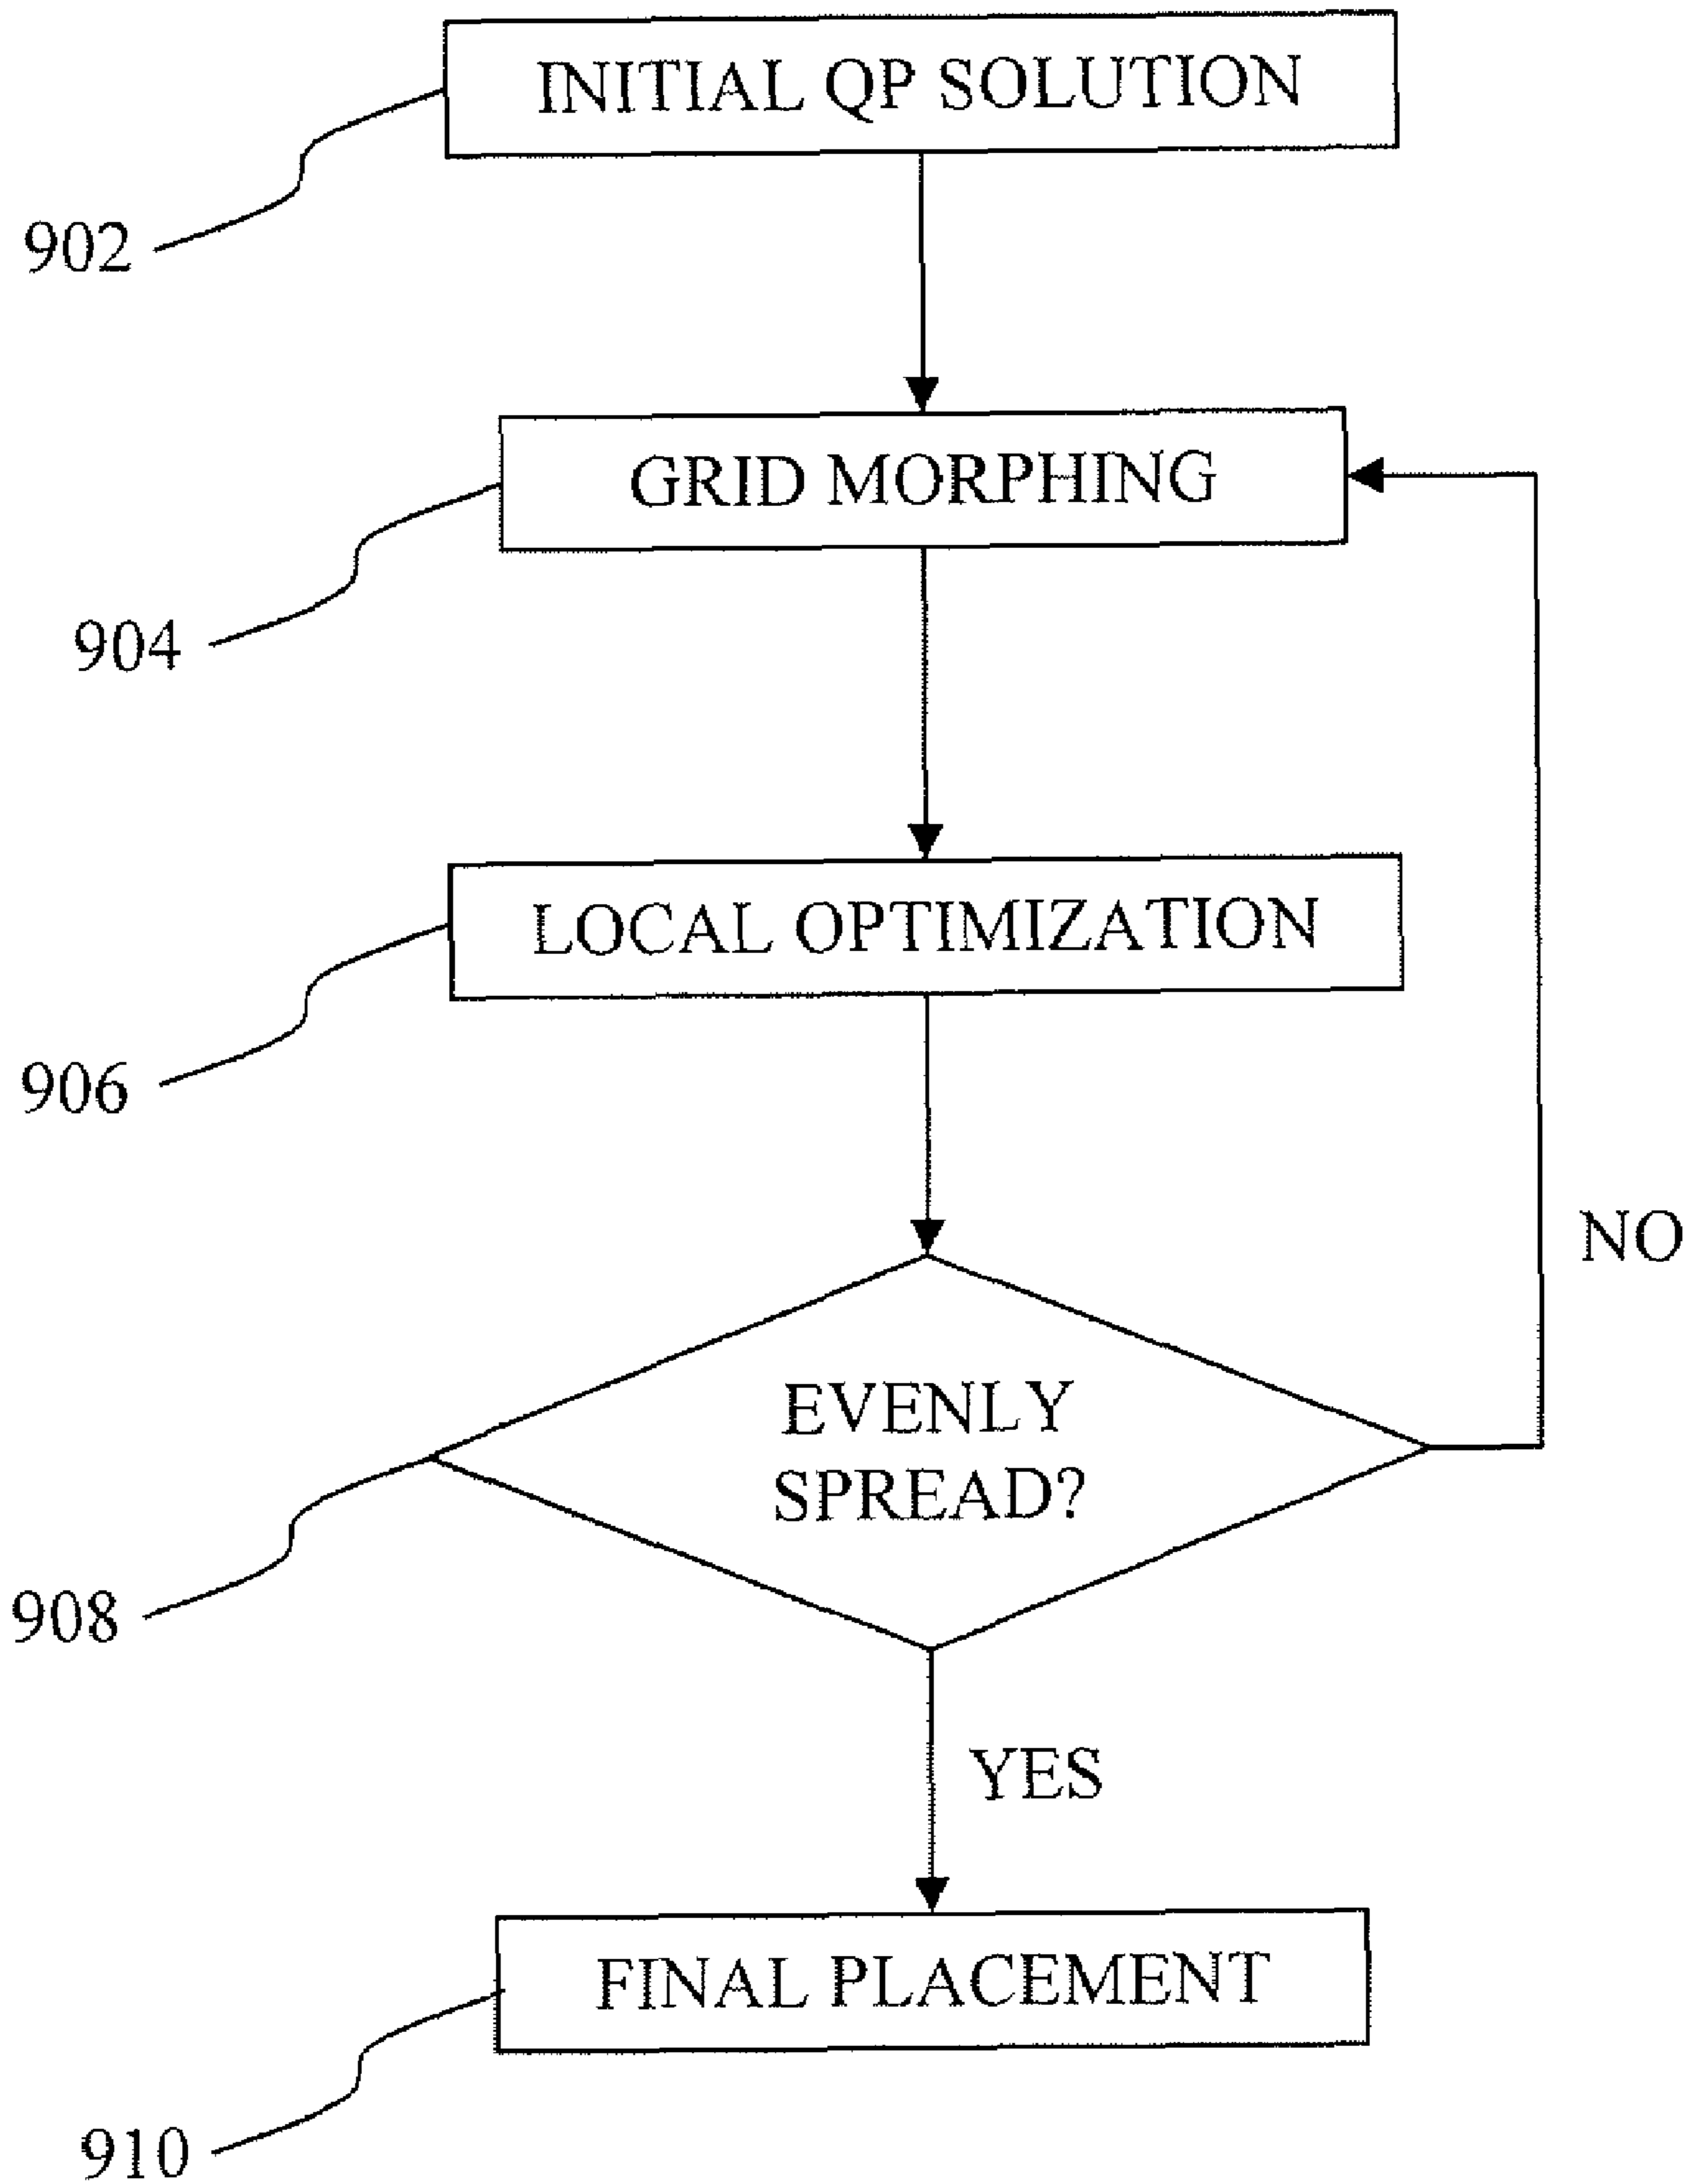 INITIAL QP SOLUTION
902
GRID MORPHING
904
LOCAL OPTIMIZATION
906
NO
EVENLY
SPREAD?
908
YES
FINAL PLACEMENT
910